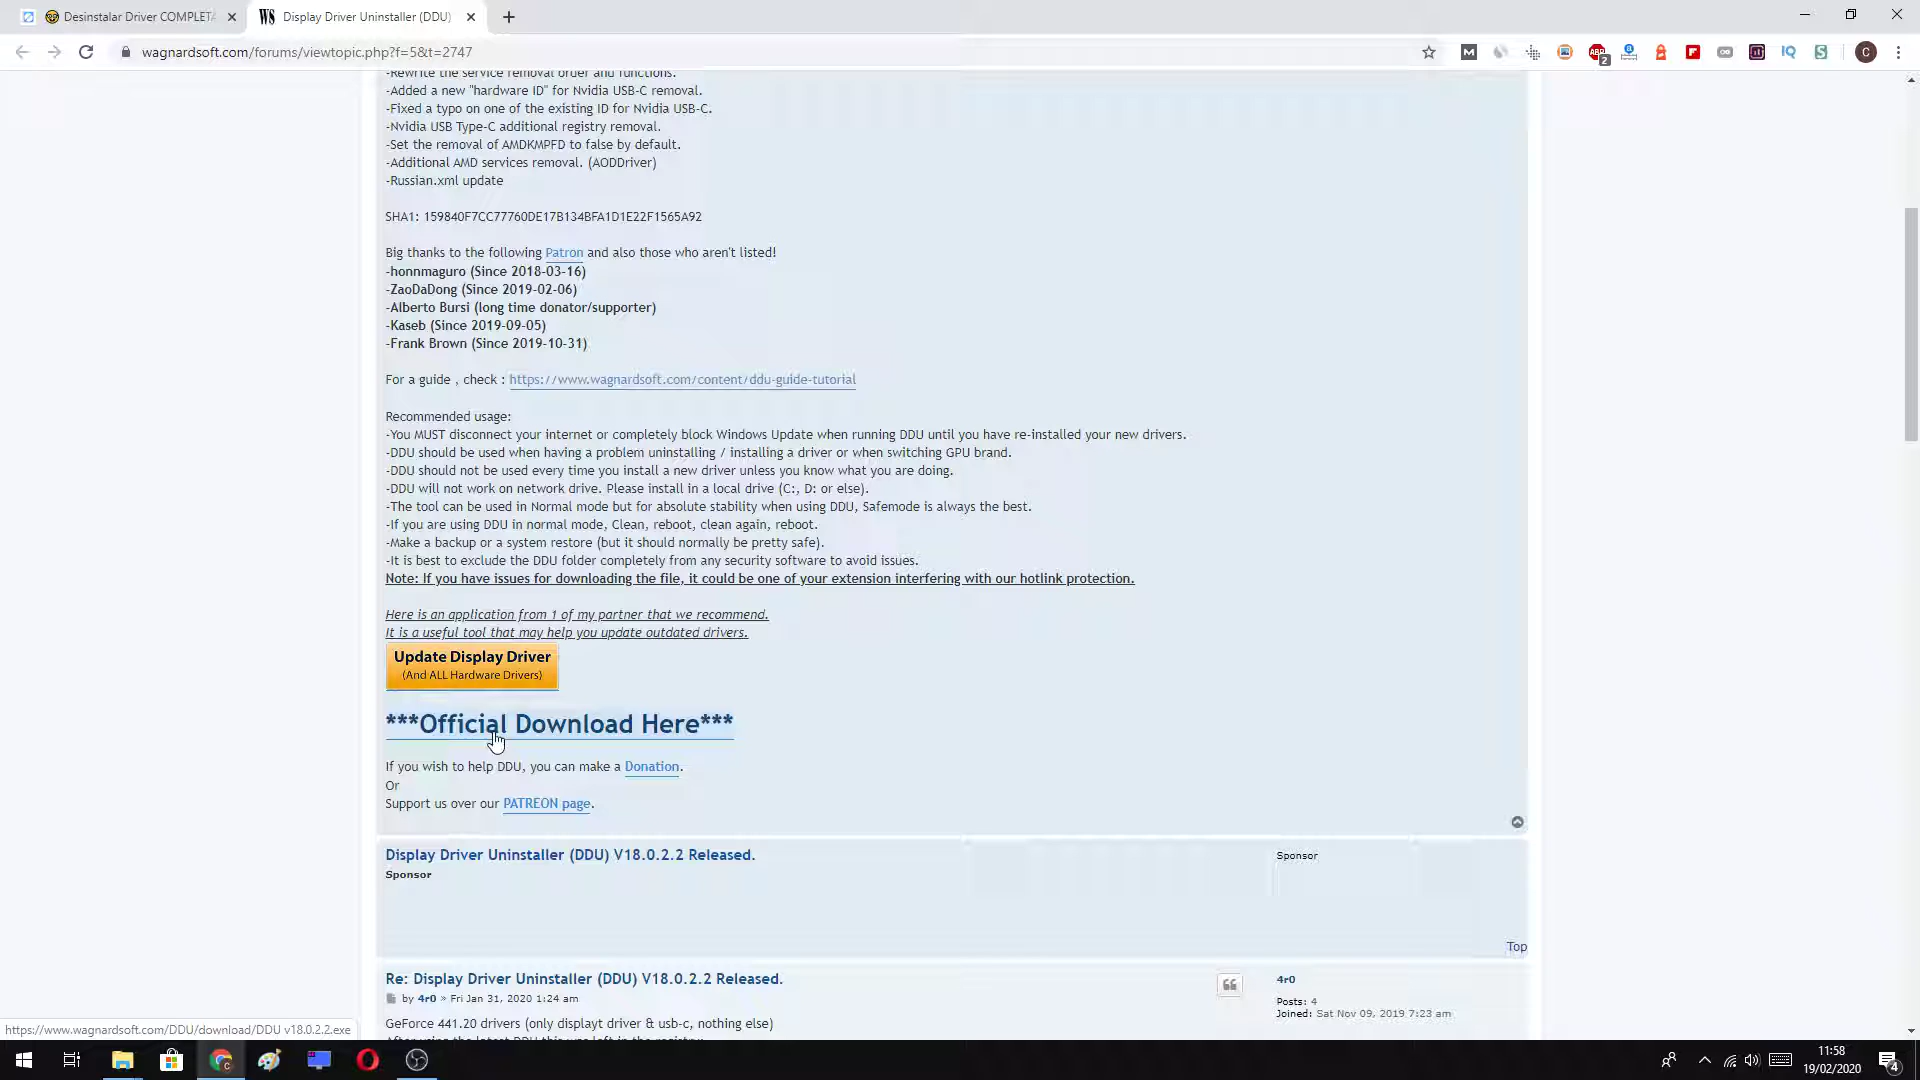 Desinstalar Driver COMPLETA
Display Driver Uninstaller (DDU)
wagnardsoft.com/forums/viewtopic.php?f=5&t=2747
-Rewrite the service removal order and functions.
-Added a new "hardware ID" for Nvidia USB-C removal.
-Fixed a typo on one of the existing ID for Nvidia USB-C.
-Nvidia USB Type-C additional registry removal.
-Set the removal of AMDKMPFD to false by default.
-Additional AMD services removal. (AODDriver)
-Russian.xml update
SHA1: 159840F7CC77760DE17B134BFA1D1E22F1565A92
Big thanks to the following Patron and also those who aren't listed!
-honnmaguro (Since 2018-03-16)
-ZaoDaDong (Since 2019-02-06)
-Alberto Bursi (long time donator/supporter)
-Kaseb (Since 2019-09-05)
-Frank Brown (Since 2019-10-31)
For a guide , check : https://www.wagnardsoft.com/content/ddu-guide-tutorial
Recommended usage:
-You MUST disconnect your internet or completely block Windows Update when running DDU until you have re-installed your new drivers.
-DDU should be used when having a problem uninstalling / installing a driver or when switching GPU brand.
-DDU should not be used every time you install a new driver unless you know what you are doing.
-DDU will not work on network drive. Please install in a local drive (C:, D: or else).
-The tool can be used in Normal mode but for absolute stability when using DDU, Safemode is always the best.
-If you are using DDU in normal mode, Clean, reboot, clean again, reboot.
-Make a backup or a system restore (but it should normally be pretty safe).
-It is best to exclude the DDU folder completely from any security software to avoid issues.
Note: If you have issues for downloading the file, it could be one of your extension interfering with our hotlink protection.
Here is an application from 1 of my partner that we recommend.
It is a useful tool that may help you update outdated drivers.
Update Display Driver
(And ALL Hardware Drivers)
***Official Download Here***
If you wish to help DDU, you can make a Donation.
Or
Support us over our PATREON page.
Display Driver Uninstaller (DDU) V18.0.2.2 Released.
Sponsor
Sponsor
Top
Re: Display Driver Uninstaller (DDU) V18.0.2.2 Released.
4r0
by 4r0 » Fri Jan 31, 2020 1:24 am
Posts: 4
Joined: Sat Nov 09, 2019 7:23 am
GeForce 441.20 drivers (only displayt driver & usb-c, nothing else)
https://www.wagnardsoft.com/DDU/download/DDU v18.0.2.2.exe
11:58
19/02/2020